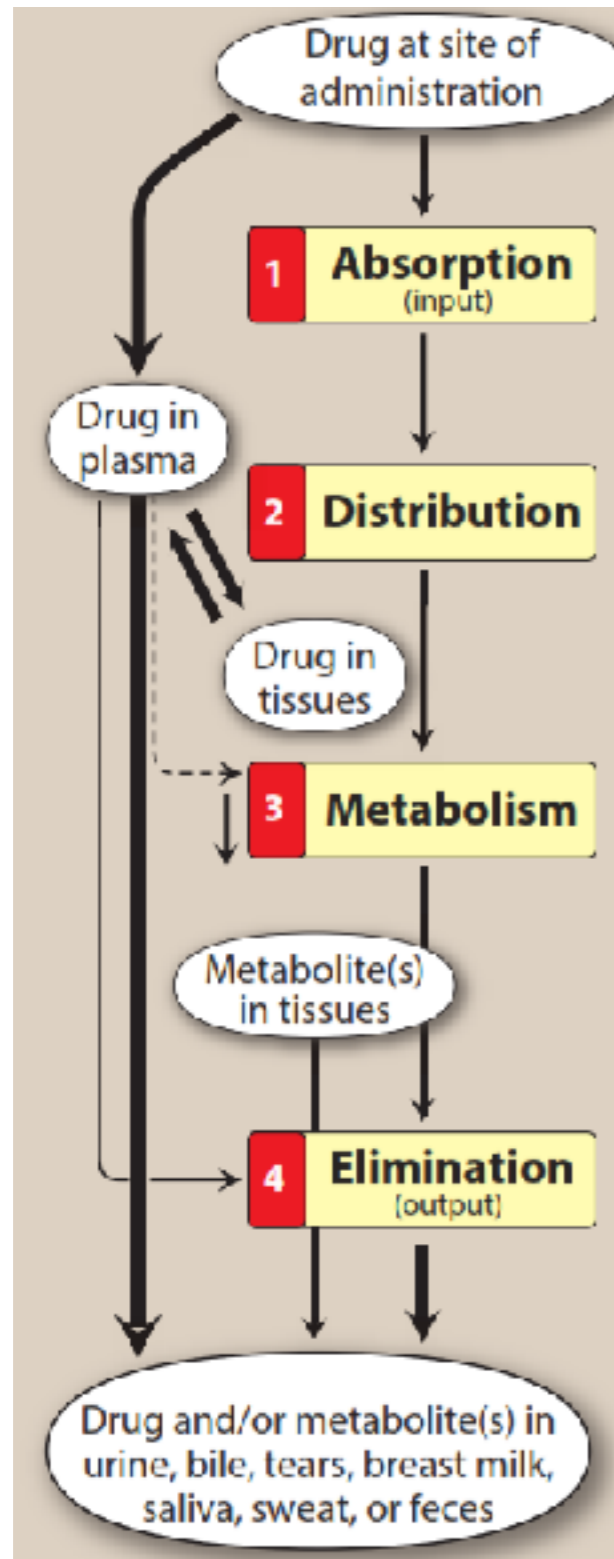 Drug at site of
administration
1
Absorption
(input)
Drug in
plasma
2
Distribution
Drug in
tissues
3
Metabolism
Metabolite(s)
in tissues
4
Elimination
(output)
Drug and/or metabolite(s) in
urine, bile, tears, breast milk,
saliva, sweat, or feces